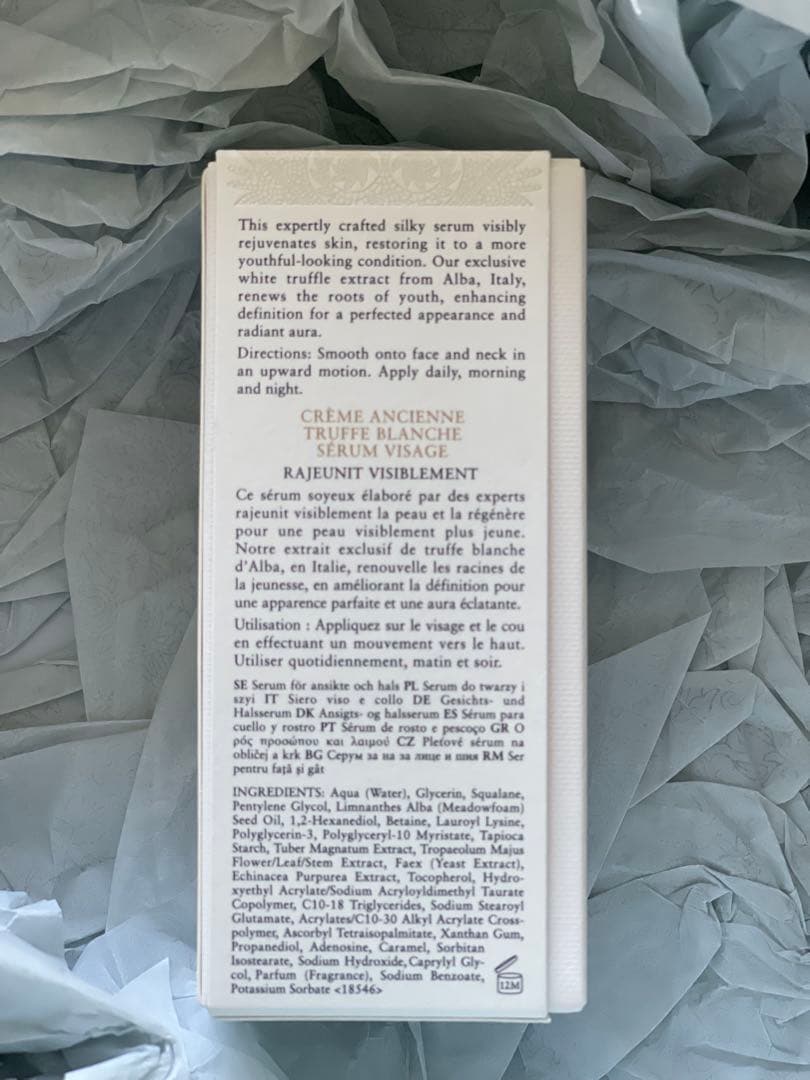 This expertly crafted silky serum visibly
rejuvenates skin, restoring it to a more
youthful-looking condition. Our exclusive
white truffle extract from Alba, Italy,
renews the roots of youth, enhancing
definition for a perfected appearance and
radiant aura.
Directions: Smooth onto face and neck in
an upward motion. Apply daily, morning
and night.
CRÈME ANCIENNE
TRUFFE BLANCHE
SÉRUM VISAGE
RAJEUNIT VISIBLEMENT
Ce sérum soyeux élaboré par des experts
rajeunit visiblement la peau et la régénère
pour une peau visiblement plus jeune.
Notre extrait exclusif de truffe blanche
d'Alba, en Italie, renouvelle les racines de
la jeunesse, en améliorant la définition pour
une apparence parfaite et une aura éclatante.
Utilisation : Appliquez sur le visage et le cou
en effectuant un mouvement vers le haut.
Utiliser quotidiennement, matin et soir.
SE Serum för ansikte och hals PL Serum do twarzy i
szyi IT Siero viso e collo DE Gesichts- und
Halsserum DK Ansigts- og halsserum ES Sérum para
cuello y rostro PT Sérum de rosto e pescoço GR Ο
ρός προσώπου και λαιμού CZ Pleťové sérum na
obličej a krk BG Серум за на за лице и шия RM Ser
pentru față și gât
INGREDIENTS: Aqua (Water), Glycerin, Squalane,
Pentylene Glycol, Limnanthes Alba (Meadowfoam)
Seed Oil, 1,2-Hexanediol, Betaine, Lauroyl Lysine,
Polyglycerin-3, Polyglyceryl-10 Myristate, Tapioca
Starch, Tuber Magnatum Extract, Tropaeolum Majus
Flower/Leaf/Stem Extract, Faex (Yeast Extract),
Echinacea Purpurea Extract, Tocopherol, Hydro-
xyethyl Acrylate/Sodium Acryloyldimethyl Taurate
Copolymer, C10-18 Triglycerides, Sodium Stearoyl
Glutamate, Acrylates/C10-30 Alkyl Acrylate Cross-
polymer, Ascorbyl Tetraisopalmitate, Xanthan Gum,
Propanediol, Adenosine, Caramel, Sorbitan
Isostearate, Sodium Hydroxide, Caprylyl Gly-
col, Parfum (Fragrance), Sodium Benzoate,
Potassium Sorbate <18546>
12M